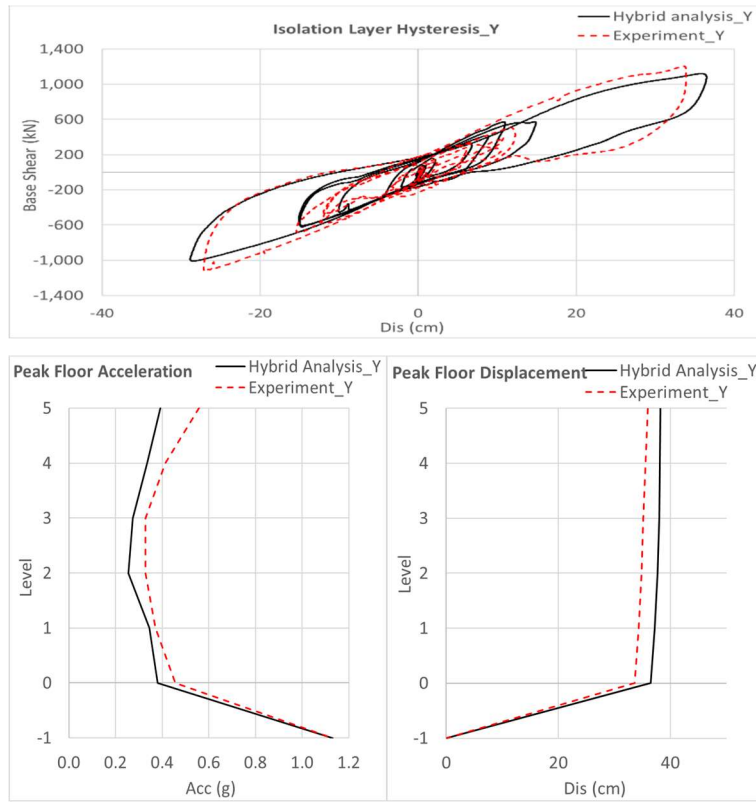 Isolation Layer Hysteresis_Y
Hybrid analysis_Y
Experiment_Y
Base Shear (kN)
1,400
1,000
600
200
-200
-600
-1,000
-1,400
-40 -20 0 20 40
Dis (cm)
Peak Floor Acceleration
Hybrid Analysis_Y
Experiment_Y
Level
5
4
3
2
1
0
-1
0.0 0.2 0.4 0.6 0.8 1.0 1.2
Acc (g)
Peak Floor Displacement
Hybrid Analysis_Y
Experiment_Y
Level
5
4
3
2
1
0
-1
0 20 40
Dis (cm)